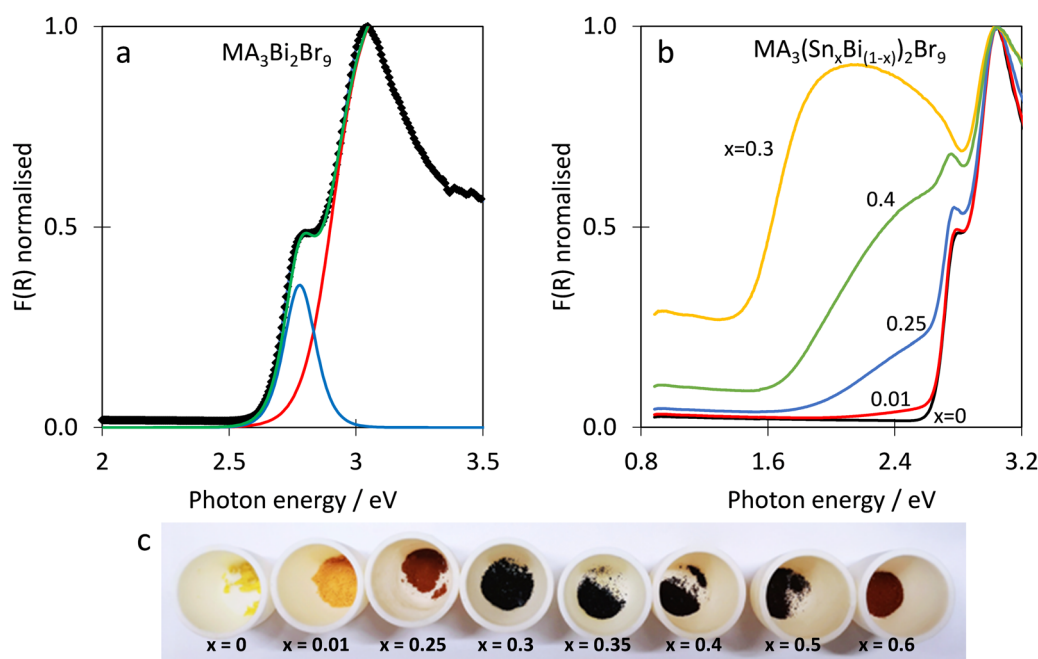 a
MA₃Bi₂Br₉
F(R) normalised
1.0
0.5
0.0
2
2.5
3
3.5
Photon energy / eV
b
MA₃(SnₓBi₍₁₋ₓ₎)₂Br₉
F(R) nromalised
1.0
0.5
0.0
x=0.3
0.4
0.25
0.01
x=0
0.8
1.6
2.4
3.2
Photon energy / eV
c
x = 0 x = 0.01 x = 0.25 x = 0.3 x = 0.35 x = 0.4 x = 0.5 x = 0.6